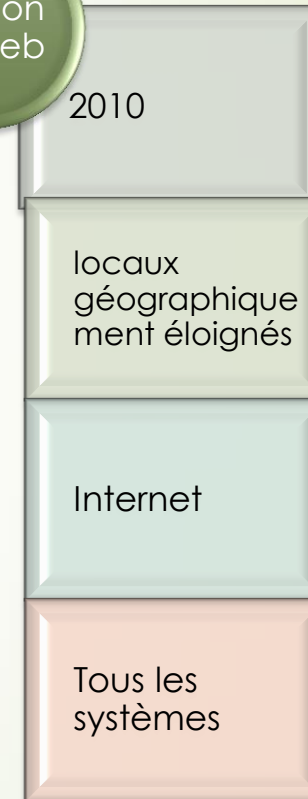 on
eb
2010
locaux
géographique
ment éloignés
Internet
Tous les
systèmes